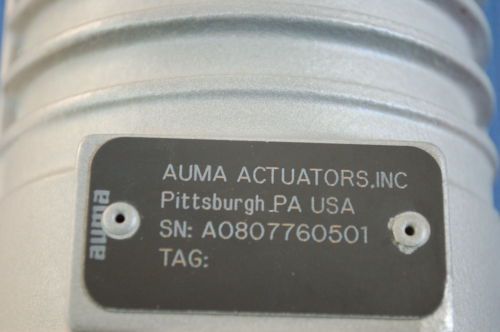 AUMA ACTUATORS,INC
Pittsburgh PA USA
SN: A0807760501
TAG:
auma